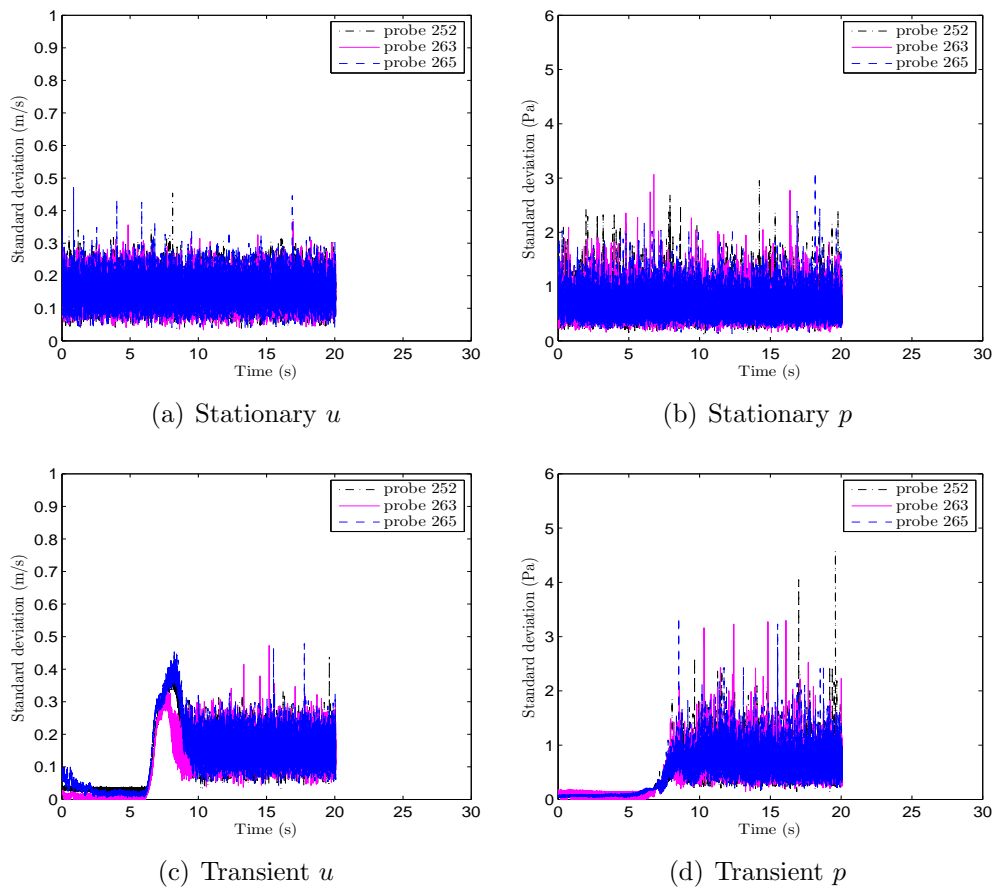 1
0.9
0.8
0.7
0.6
0.5
0.4
0.3
0.2
0.1
0
0 5 10 15 20 25 30
Standard deviation (m/s)
Time (s)
probe 252
probe 263
probe 265
(a) Stationary u
6
5
4
3
2
1
0
0 5 10 15 20 25 30
Standard deviation (Pa)
Time (s)
probe 252
probe 263
probe 265
(b) Stationary p
1
0.9
0.8
0.7
0.6
0.5
0.4
0.3
0.2
0.1
0
0 5 10 15 20 25 30
Standard deviation (m/s)
Time (s)
probe 252
probe 263
probe 265
(c) Transient u
6
5
4
3
2
1
0
0 5 10 15 20 25 30
Standard deviation (Pa)
Time (s)
probe 252
probe 263
probe 265
(d) Transient p